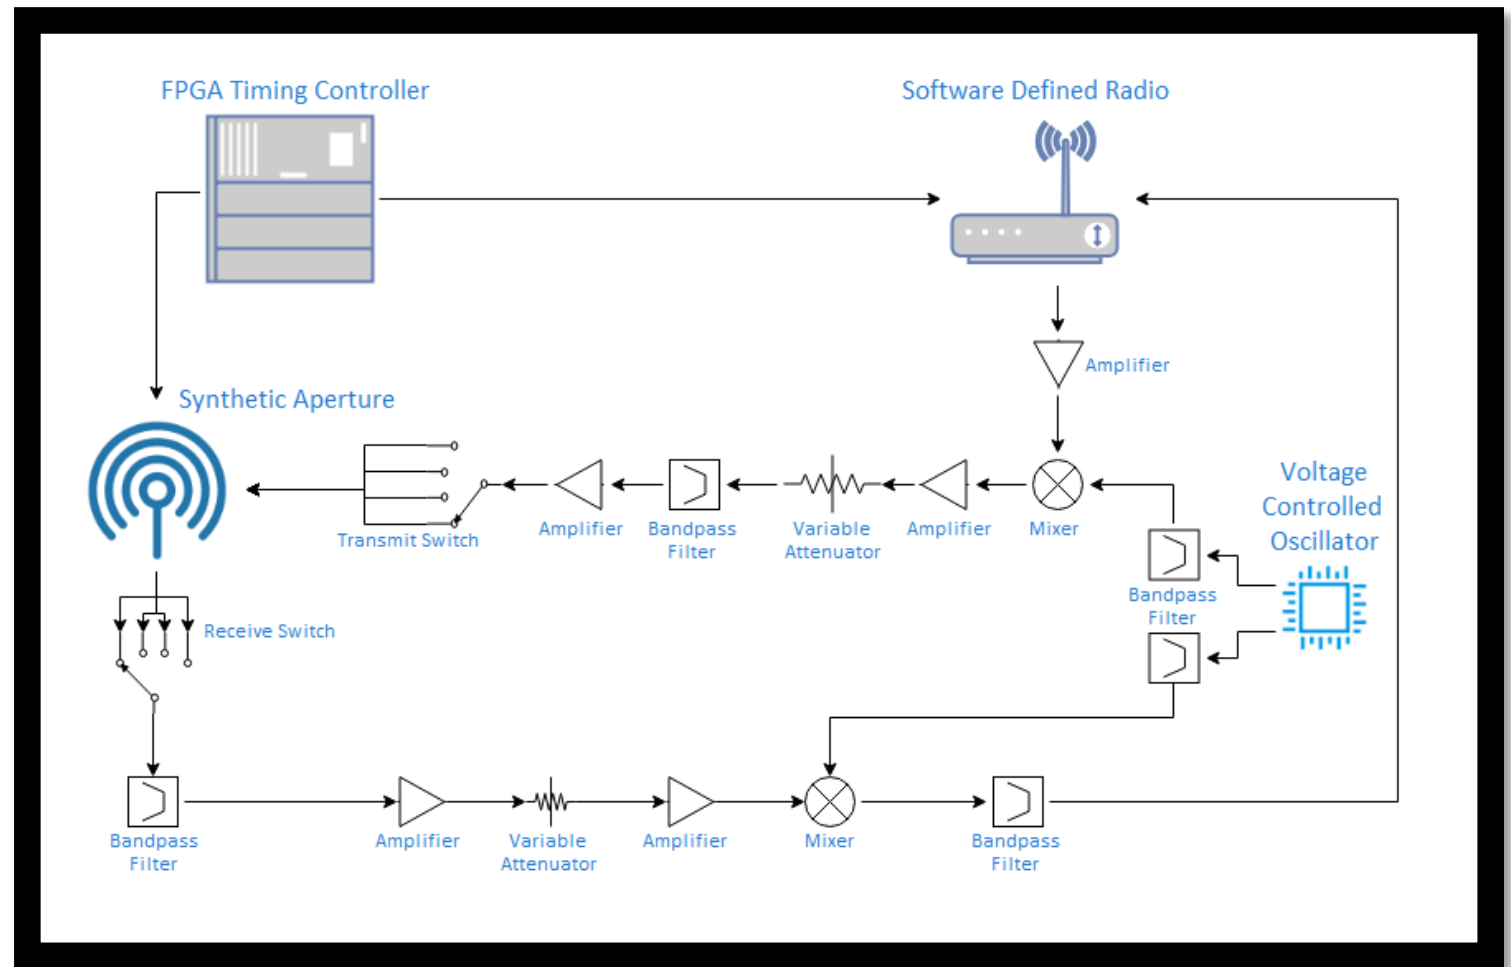 FPGA Timing Controller
Software Defined Radio
Amplifier
Synthetic Aperture
Voltage
Controlled
Oscillator
Transmit Switch
Amplifier
Bandpass
Filter
Variable
Attenuator
Amplifier
Mixer
Bandpass
Filter
Receive Switch
Bandpass
Filter
Amplifier
Variable
Attenuator
Amplifier
Mixer
Bandpass
Filter